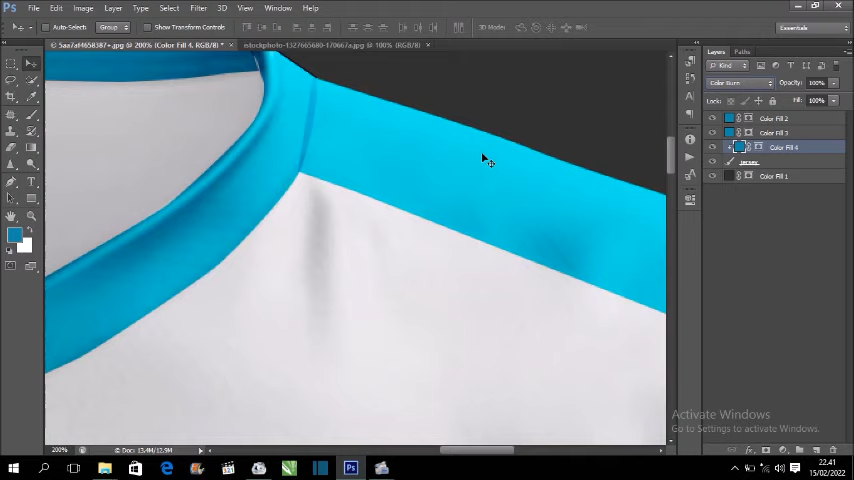 Ps File Edit Image Layer Type Select Filter 3D View Window Help
Auto-Select: Group Show Transform Controls 3D Mode: Essentials
5aa7af4658387+.jpg @ 200% (Color Fill 4, RGB/8) * × istockphoto-1327665680-170667a.jpg @ 100% (RGB/8) ×
Layers Paths
Kind
Color Burn Opacity: 100%
Lock: Fill: 100%
Color Fill 2
Color Fill 3
Color Fill 4
Jersey
Color Fill 1
Activate Windows
Go to Settings to activate Windows.
200% Doc: 13.4M/12.9M
22.41
15/02/2022